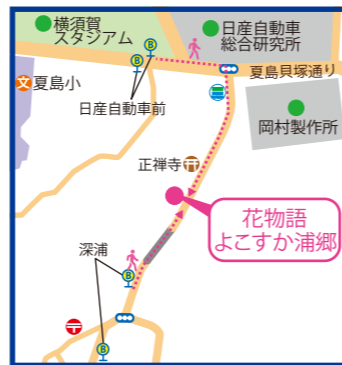 横須賀
スタジアム
日産自動車
総合研究所
B
B
夏島貝塚通り
文 夏島小
日産自動車前
岡村製作所
正禅寺
花物語
よこすか浦郷
深浦
B
B